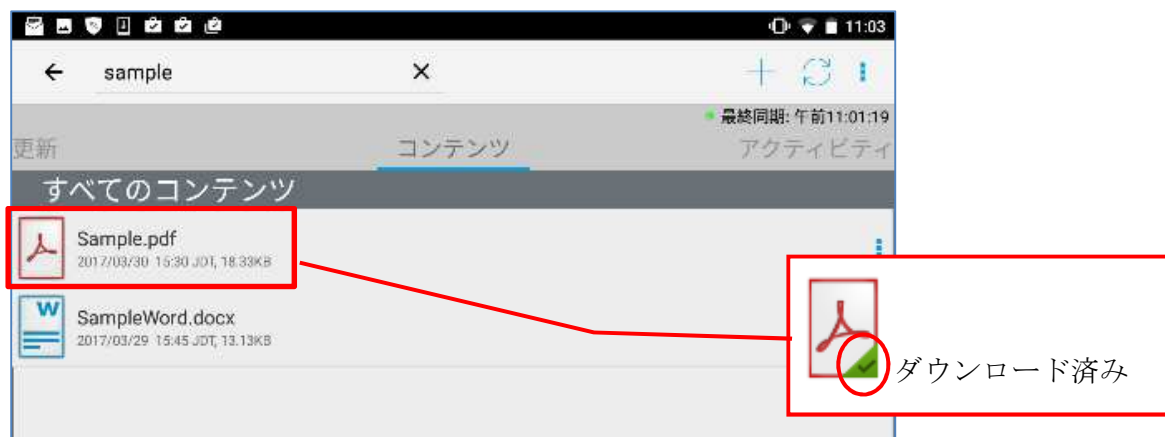 11:03
sample
最終同期: 午前11:01:19
更新 コンテンツ アクティビティ
すべてのコンテンツ
Sample.pdf
2017/03/30 15:30 JDT, 18.33KB
W
SampleWord.docx
2017/03/29 15:45 JDT, 13.13KB
ダウンロード済み